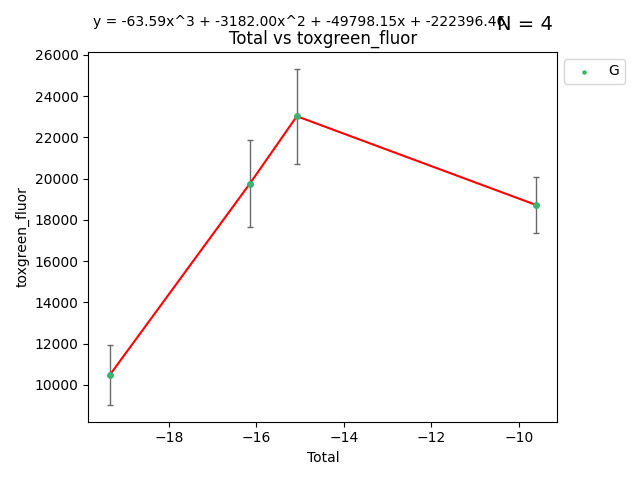 y = -63.59x^3 + -3182.00x^2 + -49798.15x + -222396.46
N = 4
Total vs toxgreen_fluor
26000
24000
22000
20000
18000
16000
14000
12000
10000
toxgreen_fluor
−18
−16
−14
−12
−10
Total
G